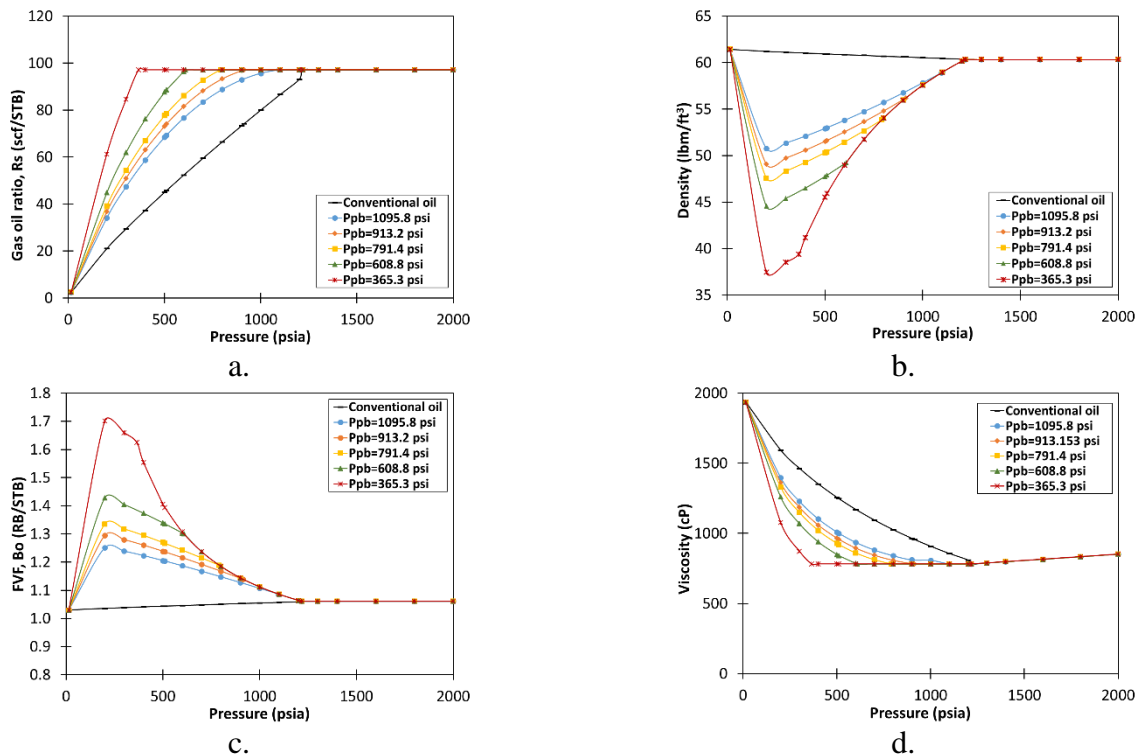 120
100
80
60
40
20
0
Gas oil ratio, Rs (scf/STB)
Conventional oil
Ppb=1095.8 psi
Ppb=913.2 psi
Ppb=791.4 psi
Ppb=608.8 psi
Ppb=365.3 psi
0 500 1000 1500 2000
Pressure (psia)
a.
65
60
55
50
45
40
35
Density (lbm/ft³)
Conventional oil
Ppb=1095.8 psi
Ppb=913.2 psi
Ppb=791.4 psi
Ppb=608.8 psi
Ppb=365.3 psi
0 500 1000 1500 2000
Pressure (psia)
b.
1.8
1.7
1.6
1.5
1.4
1.3
1.2
1.1
1.0
0.9
0.8
FVF, Bo (RB/STB)
Conventional oil
Ppb=1095.8 psi
Ppb=913.2 psi
Ppb=791.4 psi
Ppb=608.8 psi
Ppb=365.3 psi
0 500 1000 1500 2000
Pressure (psia)
c.
2000
1500
1000
500
0
Viscosity (cP)
Conventional oil
Ppb=1095.8 psi
Ppb=913.153 psi
Ppb=791.4 psi
Ppb=608.8 psi
Ppb=365.3 psi
0 500 1000 1500 2000
Pressure (psia)
d.